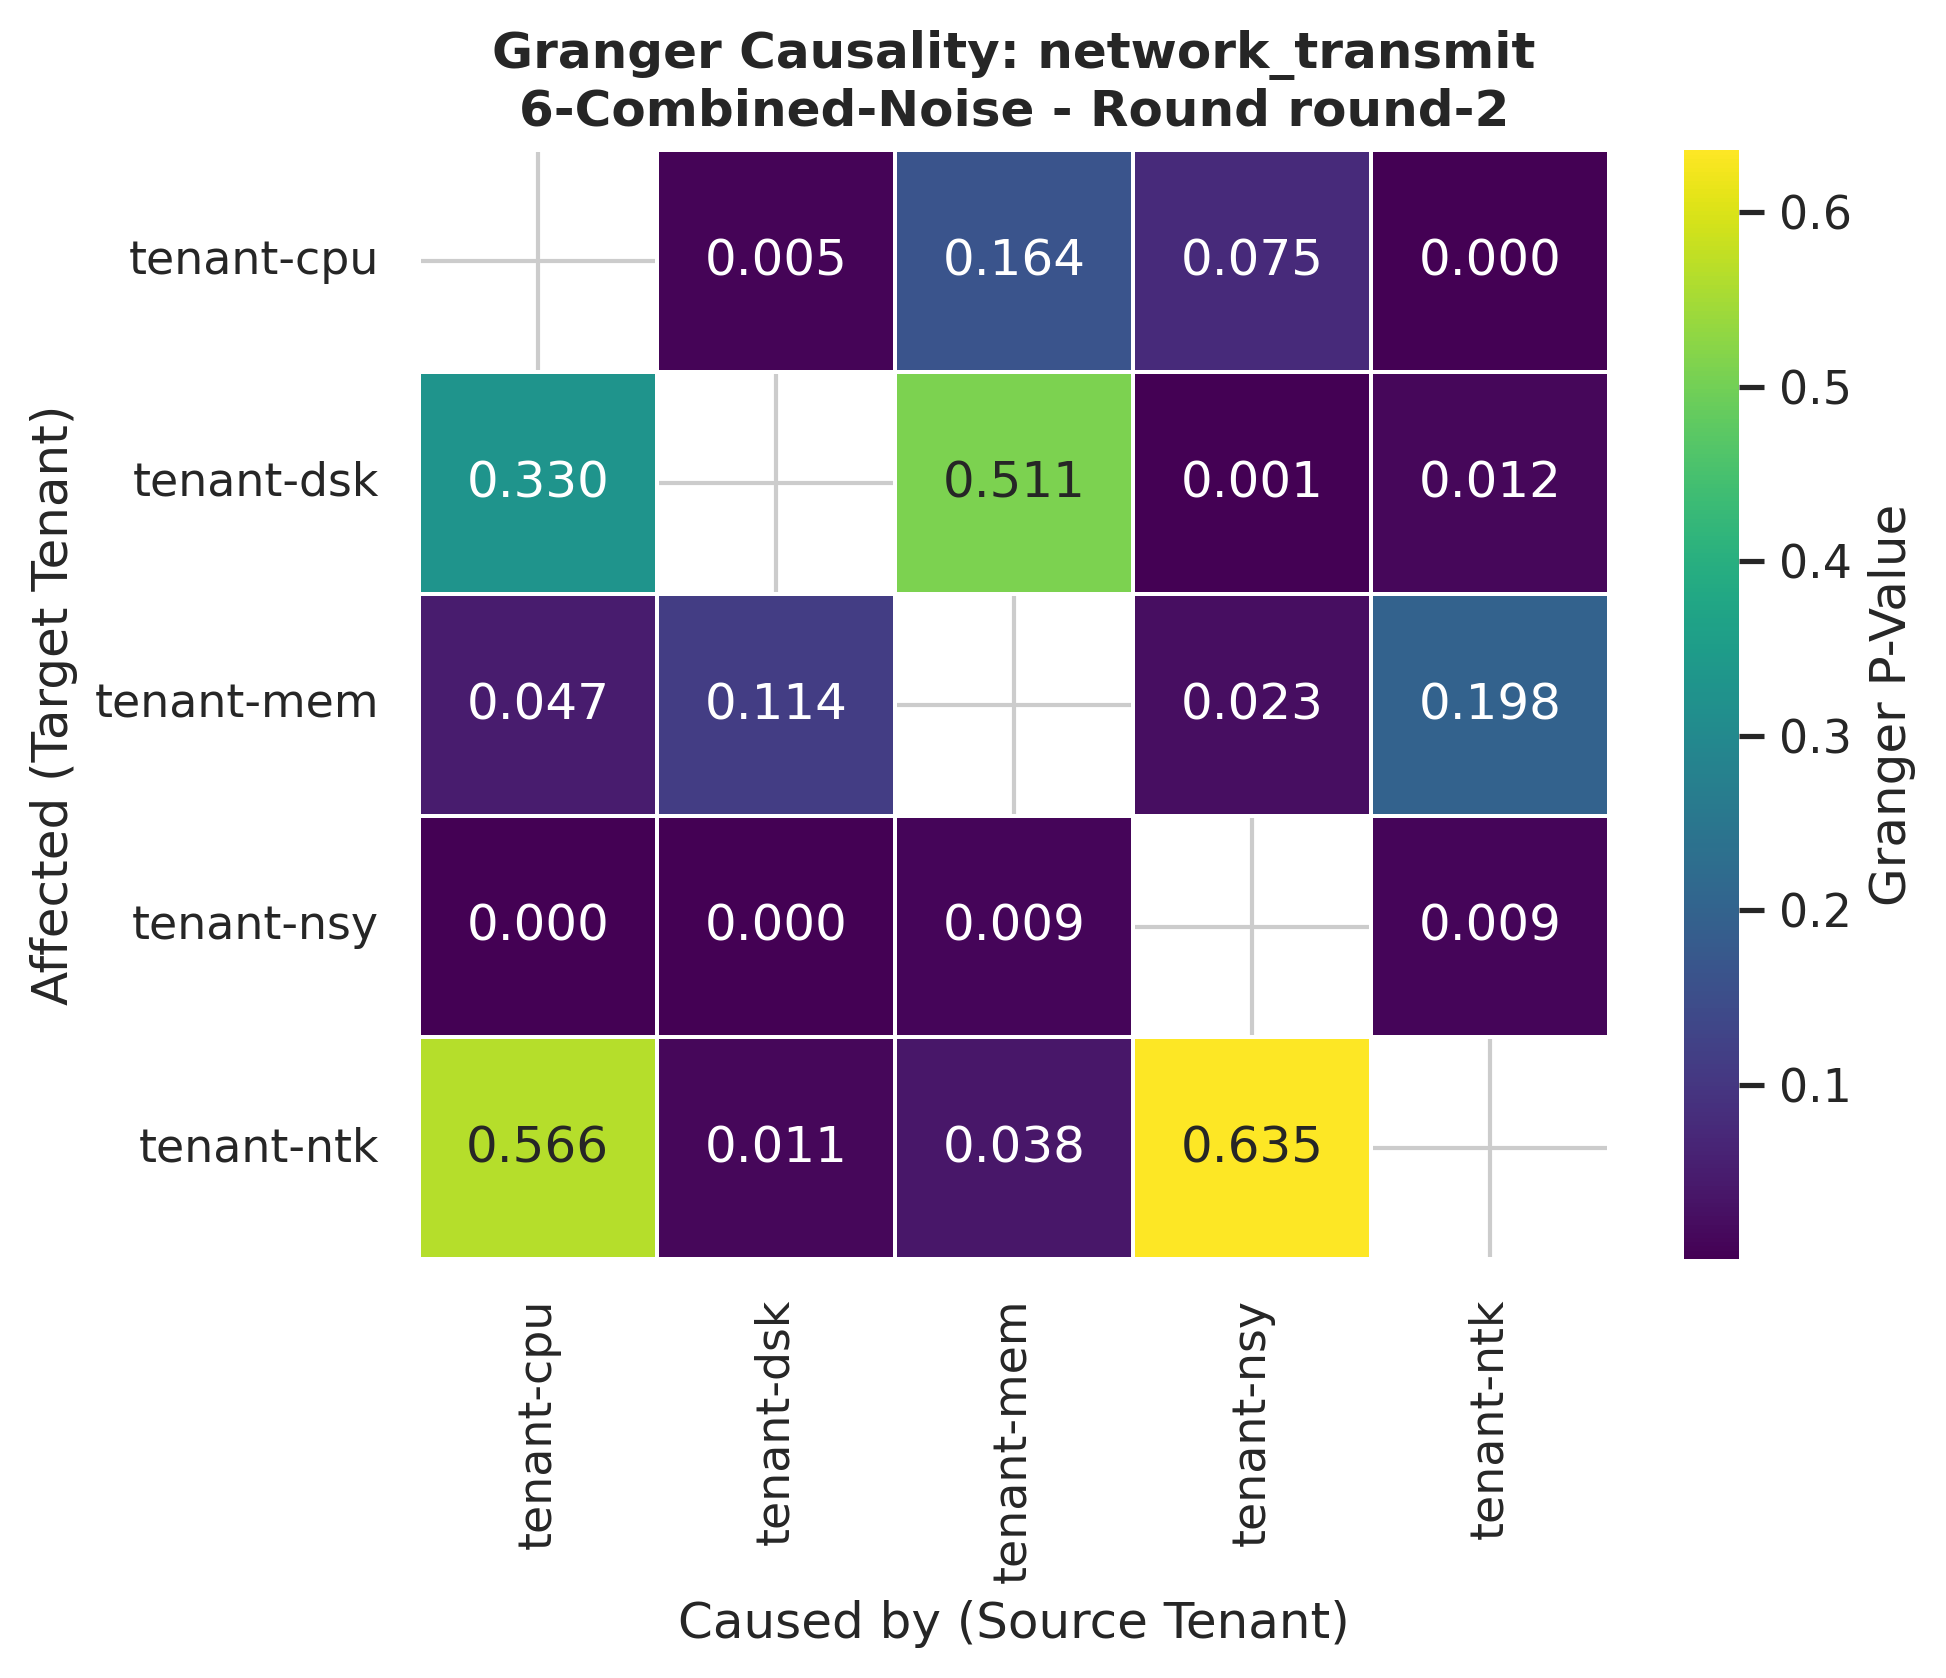 Granger Causality: network_transmit
6-Combined-Noise - Round round-2
Affected (Target Tenant)
tenant-cpu
0.005 0.164 0.075 0.000
tenant-dsk
0.330 0.511 0.001 0.012
tenant-mem
0.047 0.114 0.023 0.198
tenant-nsy
0.000 0.000 0.009 0.009
tenant-ntk
0.566 0.011 0.038 0.635
tenant-cpu
tenant-dsk
tenant-mem
tenant-nsy
tenant-ntk
Caused by (Source Tenant)
0.6
0.5
0.4
0.3
0.2
0.1
Granger P-Value